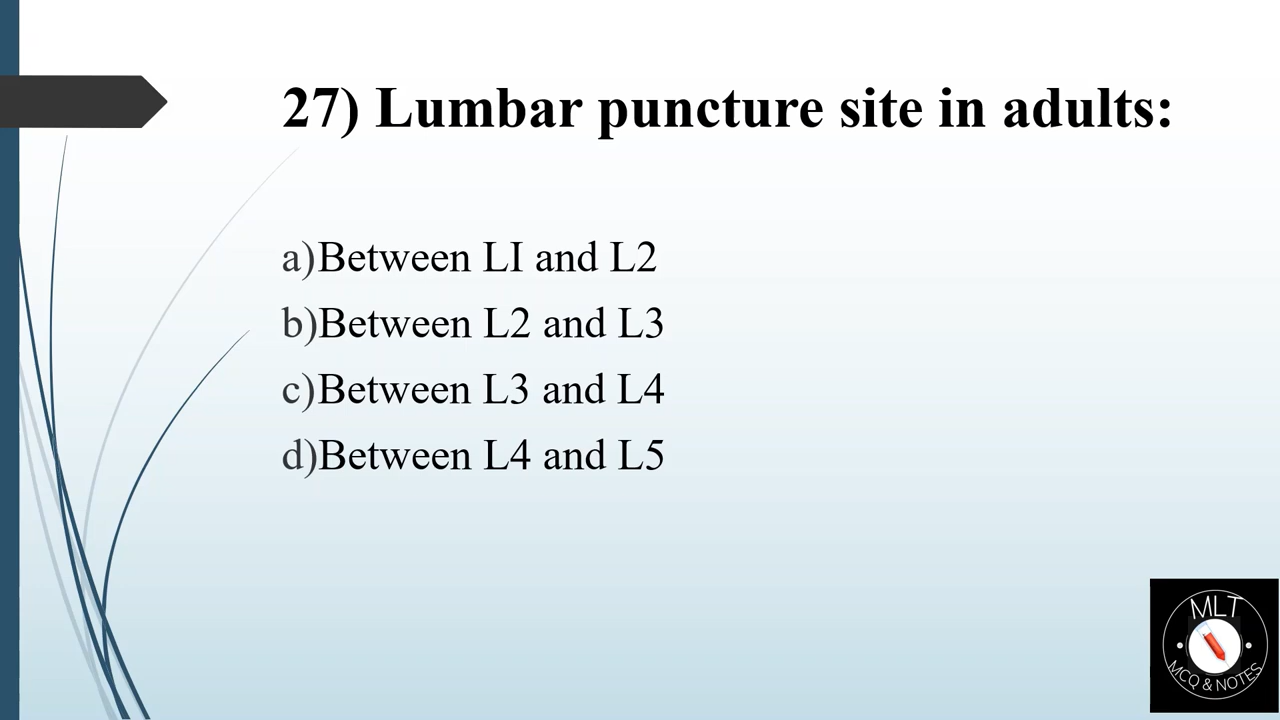 27) Lumbar puncture site in adults:
a)Between LI and L2
b)Between L2 and L3
c)Between L3 and L4
d)Between L4 and L5
MLT
MCQ & NOTES